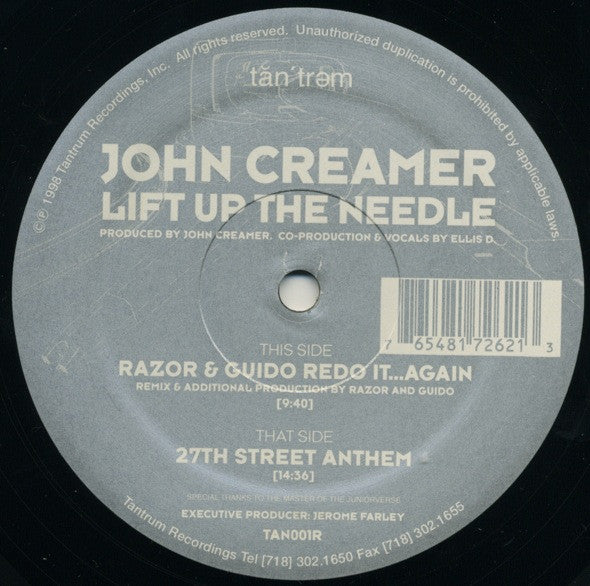 ©℗ 1998 Tantrum Recordings, Inc. All rights reserved. Unauthorized duplication is prohibited by applicable laws
tan´trəm
JOHN CREAMER
LIFT UP THE NEEDLE
PRODUCED BY JOHN CREAMER. CO-PRODUCTION & VOCALS BY ELLIS D.
7 65481 72621 3
THIS SIDE
RAZOR & GUIDO REDO IT...AGAIN
REMIX & ADDITIONAL PRODUCTION BY RAZOR AND GUIDO
[9:40]
THAT SIDE
27TH STREET ANTHEM
[14:36]
SPECIAL THANKS TO THE MASTER OF THE JUNIORVERSE
EXECUTIVE PRODUCER: JEROME FARLEY
TAN001R
Tantrum Recordings Tel [718] 302.1650 Fax [718] 302.1655